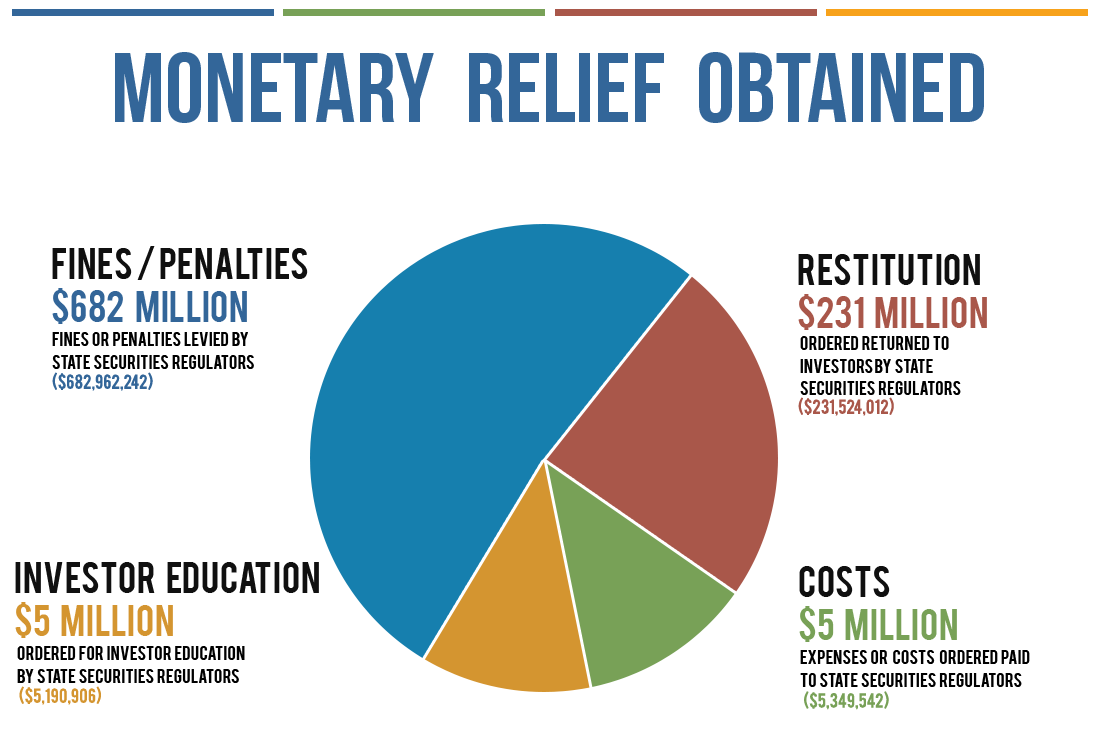 MONETARY RELIEF OBTAINED
FINES / PENALTIES
$682 MILLION
FINES OR PENALTIES LEVIED BY
STATE SECURITIES REGULATORS
($682,962,242)
RESTITUTION
$231 MILLION
ORDERED RETURNED TO
INVESTORS BY STATE
SECURITIES REGULATORS
($231,524,012)
INVESTOR EDUCATION
$5 MILLION
ORDERED FOR INVESTOR EDUCATION
BY STATE SECURITIES REGULATORS
($5,190,906)
COSTS
$5 MILLION
EXPENSES OR COSTS ORDERED PAID
TO STATE SECURITIES REGULATORS
($5,349,542)